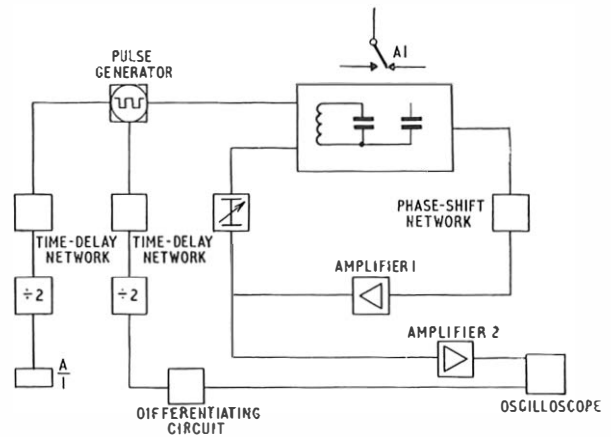 A1
PULSE
GENERATOR
PHASE-SHIFT
NETWORK
TIME-DELAY
NETWORK
TIME-DELAY
NETWORK
AMPLIFIER 1
÷2
÷2
AMPLIFIER 2
A
1
DIFFERENTIATING
CIRCUIT
OSCILLOSCOPE